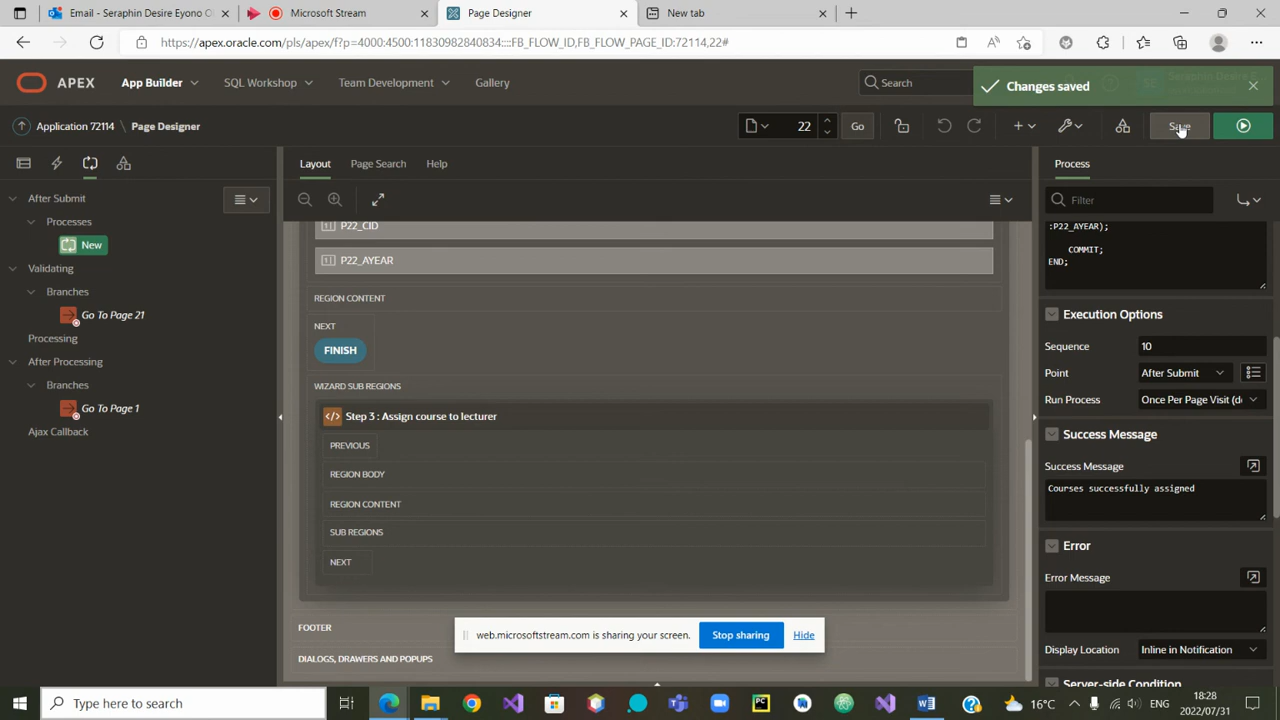 Email - Seraphin Desire Eyono O
Microsoft Stream
Page Designer
New tab
https://apex.oracle.com/pls/apex/f?p=4000:4500:11830982840834::::FB_FLOW_ID,FB_FLOW_PAGE_ID:72114,22#
APEX
App Builder
SQL Workshop
Team Development
Gallery
Search
Changes saved
Application 72114
Page Designer
22
Go
Save
Layout
Page Search
Help
Process
After Submit
Processes
New
Validating
Branches
Go To Page 21
Processing
After Processing
Branches
Go To Page 1
Ajax Callback
P22_CID
P22_AYEAR
REGION CONTENT
NEXT
FINISH
WIZARD SUB REGIONS
Step 3 : Assign course to lecturer
PREVIOUS
REGION BODY
REGION CONTENT
SUB REGIONS
NEXT
FOOTER
DIALOGS, DRAWERS AND POPUPS
web.microsoftstream.com is sharing your screen.
Stop sharing
Hide
Filter
:P22_AYEAR);
COMMIT;
END;
Execution Options
Sequence
10
Point
After Submit
Run Process
Once Per Page Visit (d
Success Message
Success Message
Courses successfully assigned
Error
Error Message
Display Location
Inline in Notification
Server-side Condition
Type here to search
16°C
ENG
18:28
2022/07/31